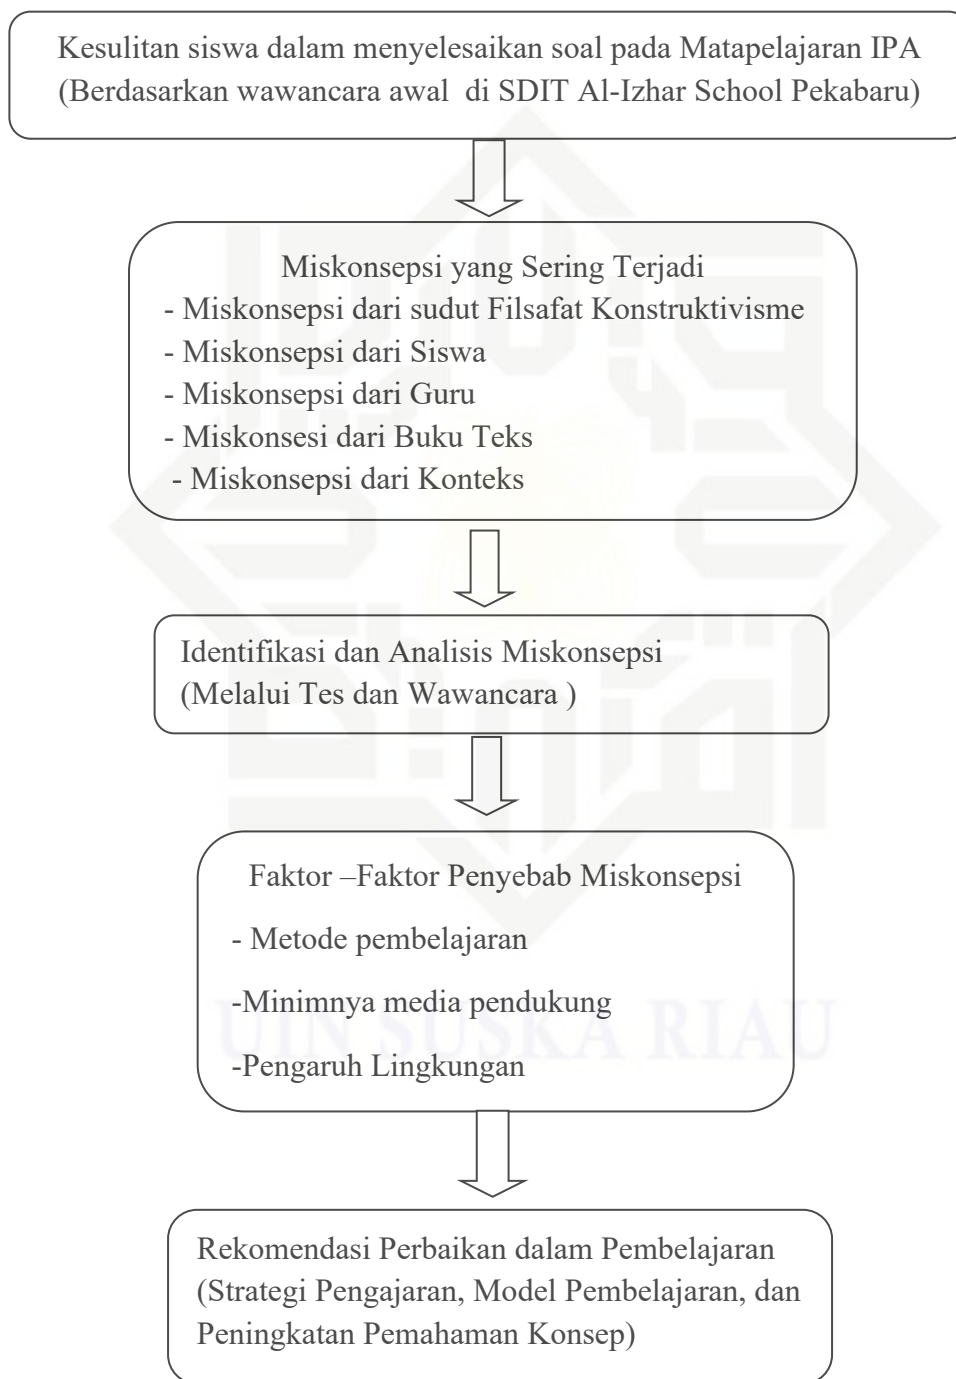 Kesulitan siswa dalam menyelesaikan soal pada Matapelajaran IPA
(Berdasarkan wawancara awal di SDIT Al-Izhar School Pekabaru)
Miskonsepsi yang Sering Terjadi
- Miskonsepsi dari sudut Filsafat Konstruktivisme
- Miskonsepsi dari Siswa
- Miskonsepsi dari Guru
- Miskonsesi dari Buku Teks
- Miskonsepsi dari Konteks
Identifikasi dan Analisis Miskonsepsi
(Melalui Tes dan Wawancara )
Faktor –Faktor Penyebab Miskonsepsi
- Metode pembelajaran
-Minimnya media pendukung
UIN SUSKA RIAU
-Pengaruh Lingkungan
Rekomendasi Perbaikan dalam Pembelajaran
(Strategi Pengajaran, Model Pembelajaran, dan
Peningkatan Pemahaman Konsep)